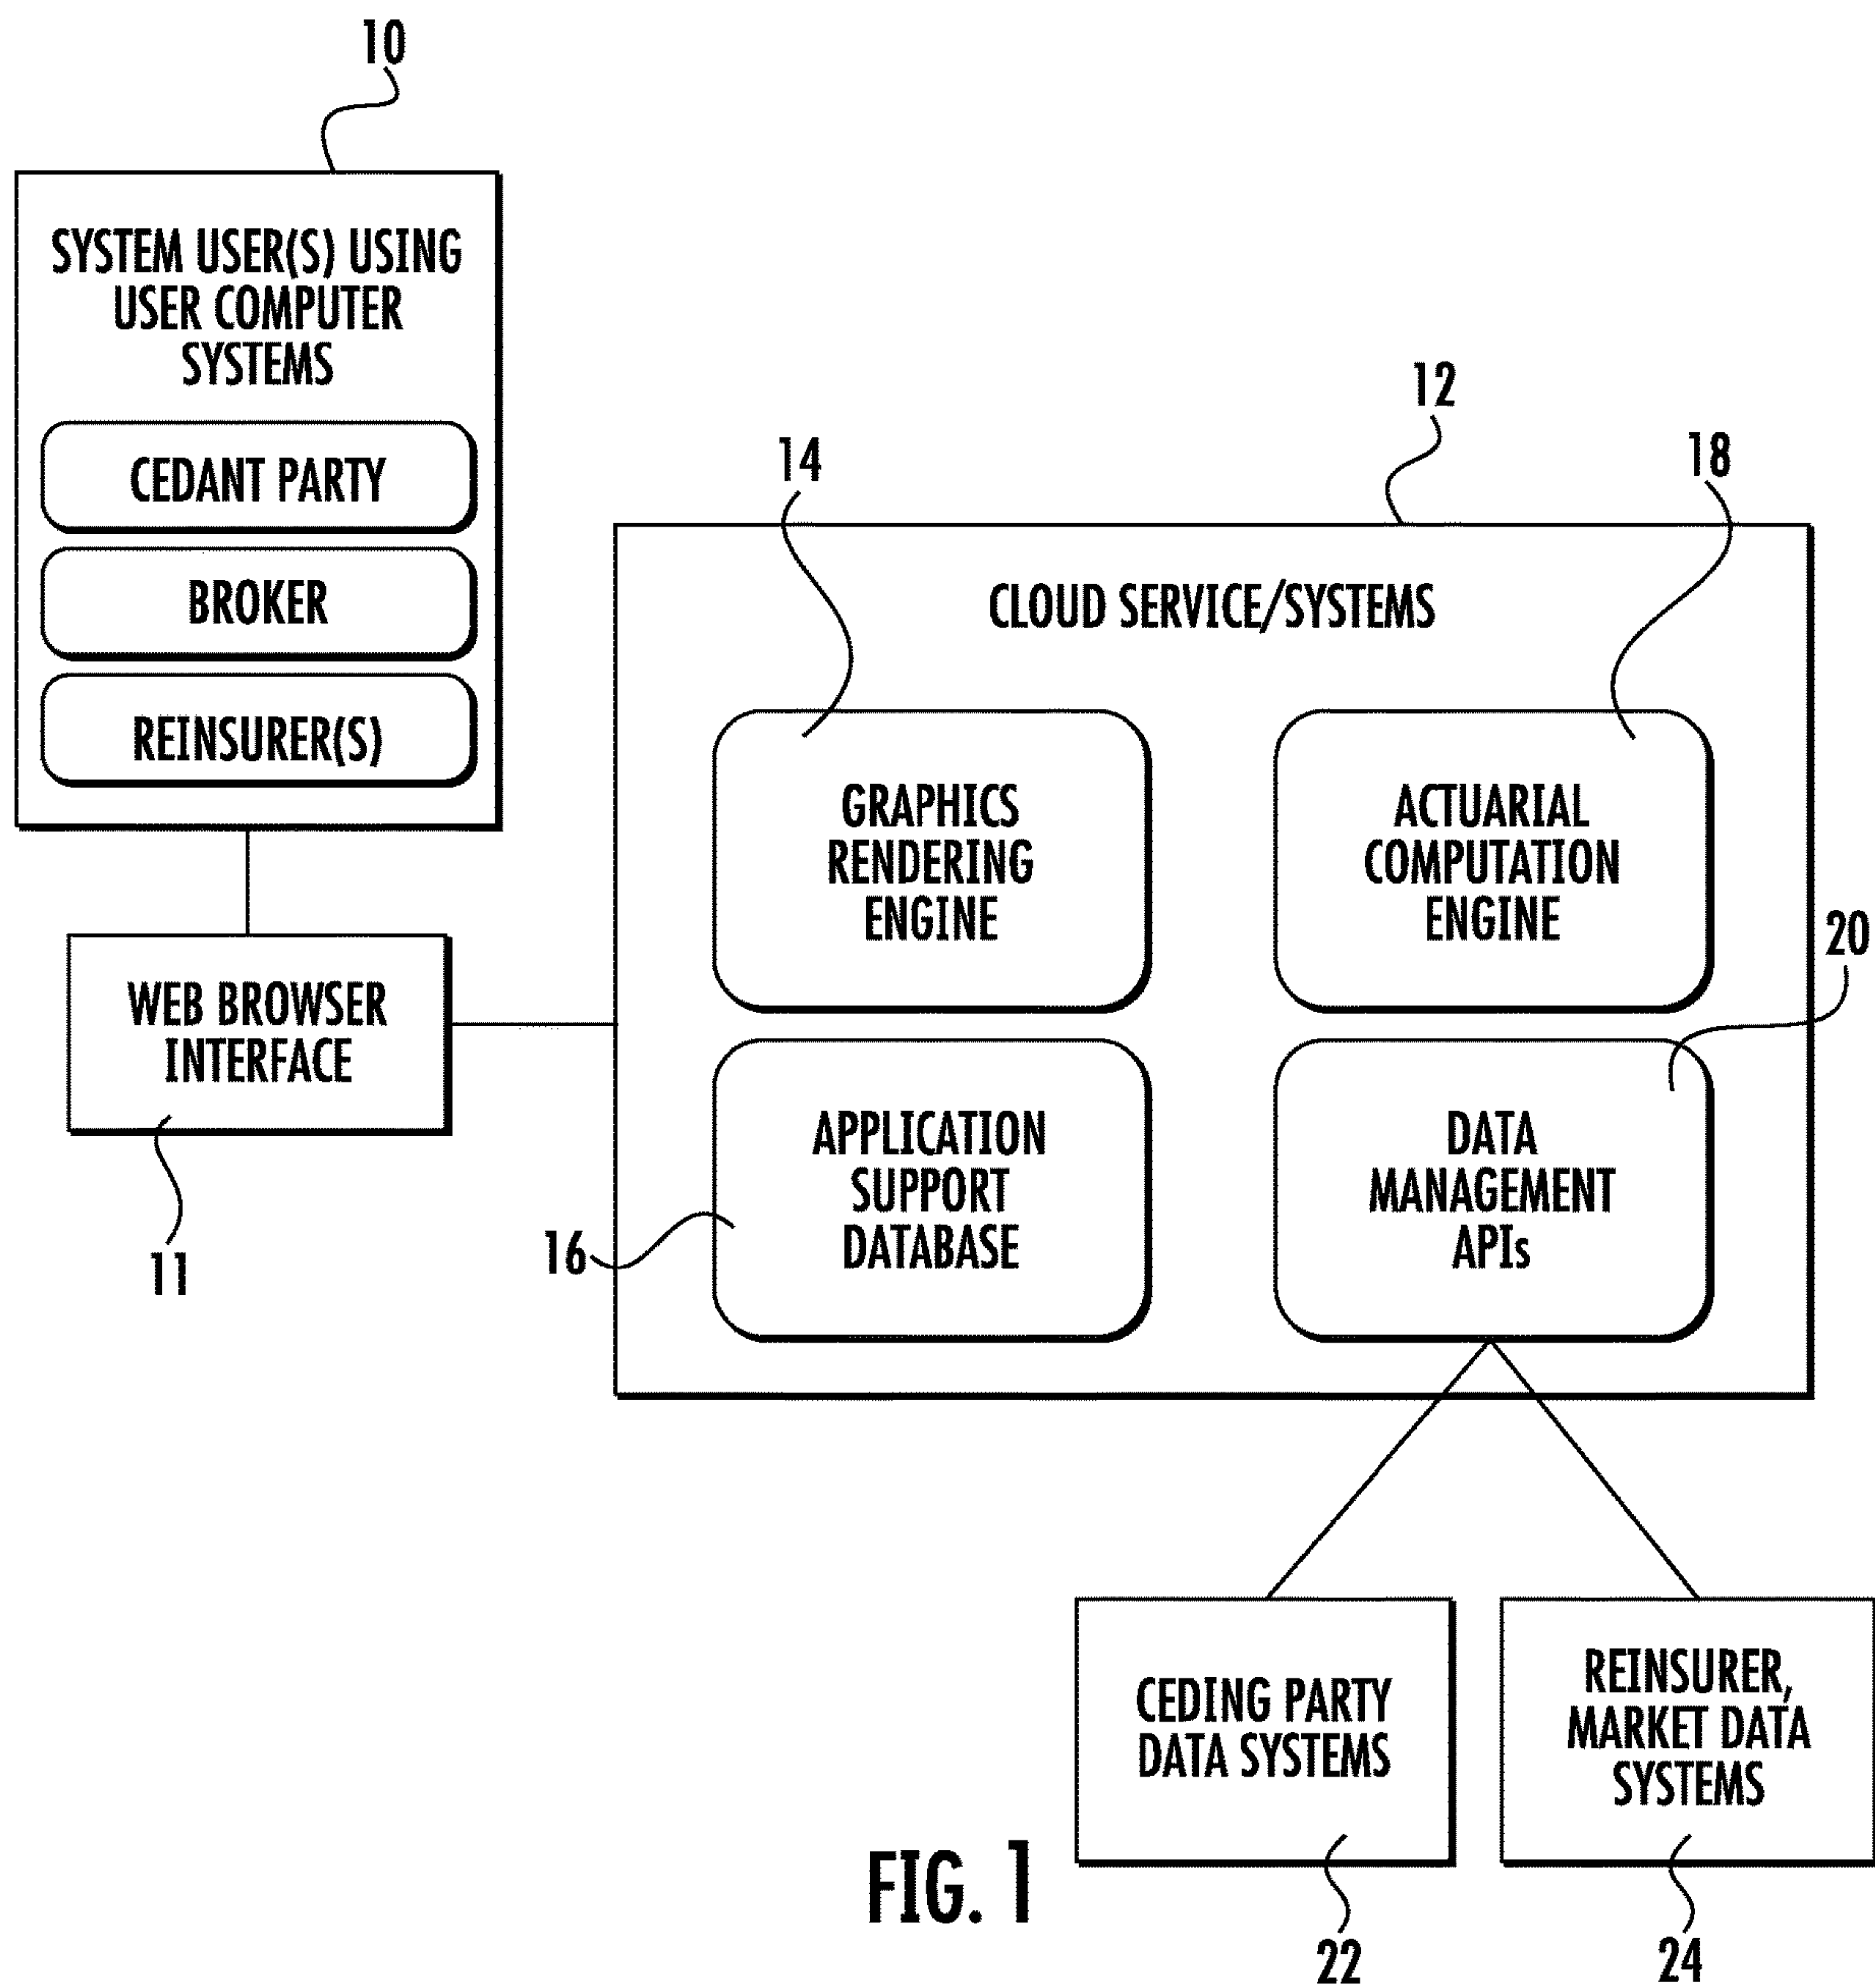 10
SYSTEM USER(S) USING
USER COMPUTER
SYSTEMS
CEDANT PARTY
BROKER
REINSURER(S)
WEB BROWSER
INTERFACE
11
12
CLOUD SERVICE/SYSTEMS
14
GRAPHICS
RENDERING
ENGINE
18
ACTUARIAL
COMPUTATION
ENGINE
16
APPLICATION
SUPPORT
DATABASE
20
DATA
MANAGEMENT
APIs
CEDING PARTY
DATA SYSTEMS
22
REINSURER,
MARKET DATA
SYSTEMS
24
FIG. 1